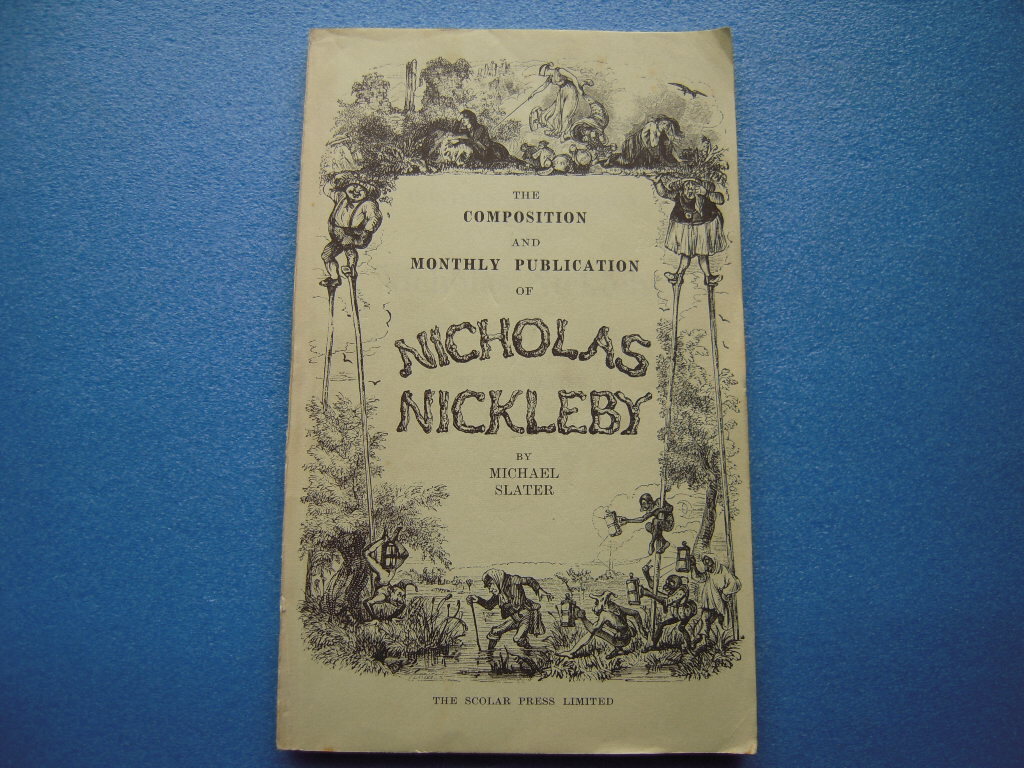 THE
COMPOSITION
AND
MONTHLY PUBLICATION
OF
NICHOLAS
NICKLEBY
BY
MICHAEL
SLATER
THE SCOLAR PRESS LIMITED